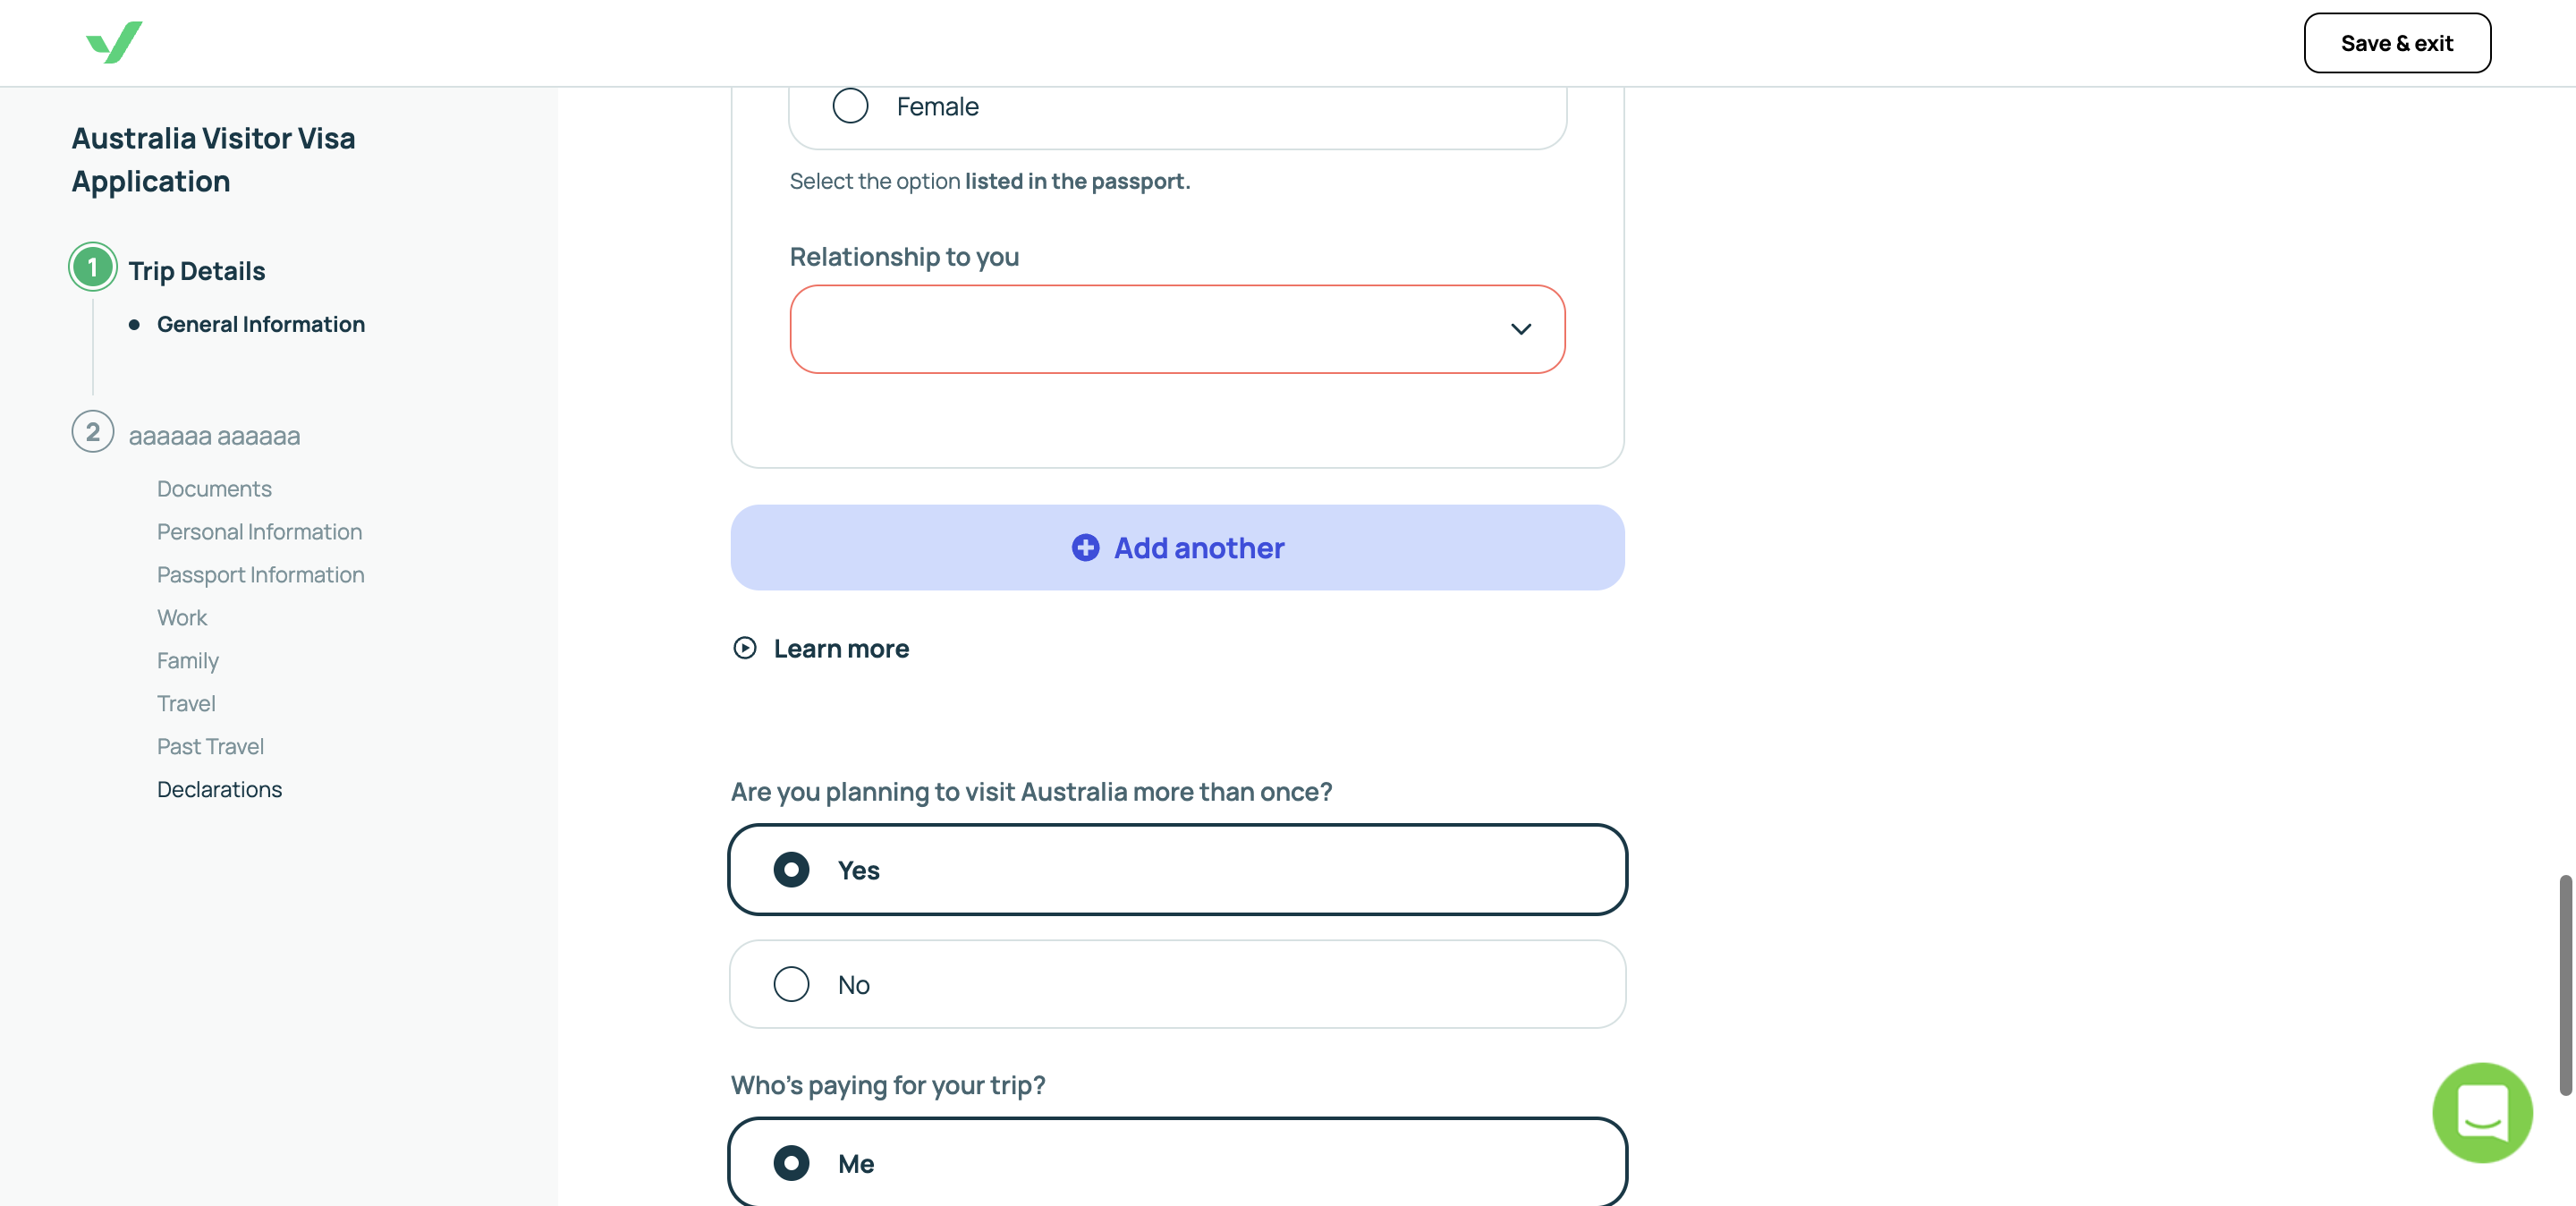 Save & exit
Australia Visitor Visa
Application
1 Trip Details
General Information
2 aaaaaa aaaaaa
Documents
Personal Information
Passport Information
Work
Family
Travel
Past Travel
Declarations
Female
Select the option listed in the passport.
Relationship to you
Add another
Learn more
Are you planning to visit Australia more than once?
Yes
No
Who's paying for your trip?
Me